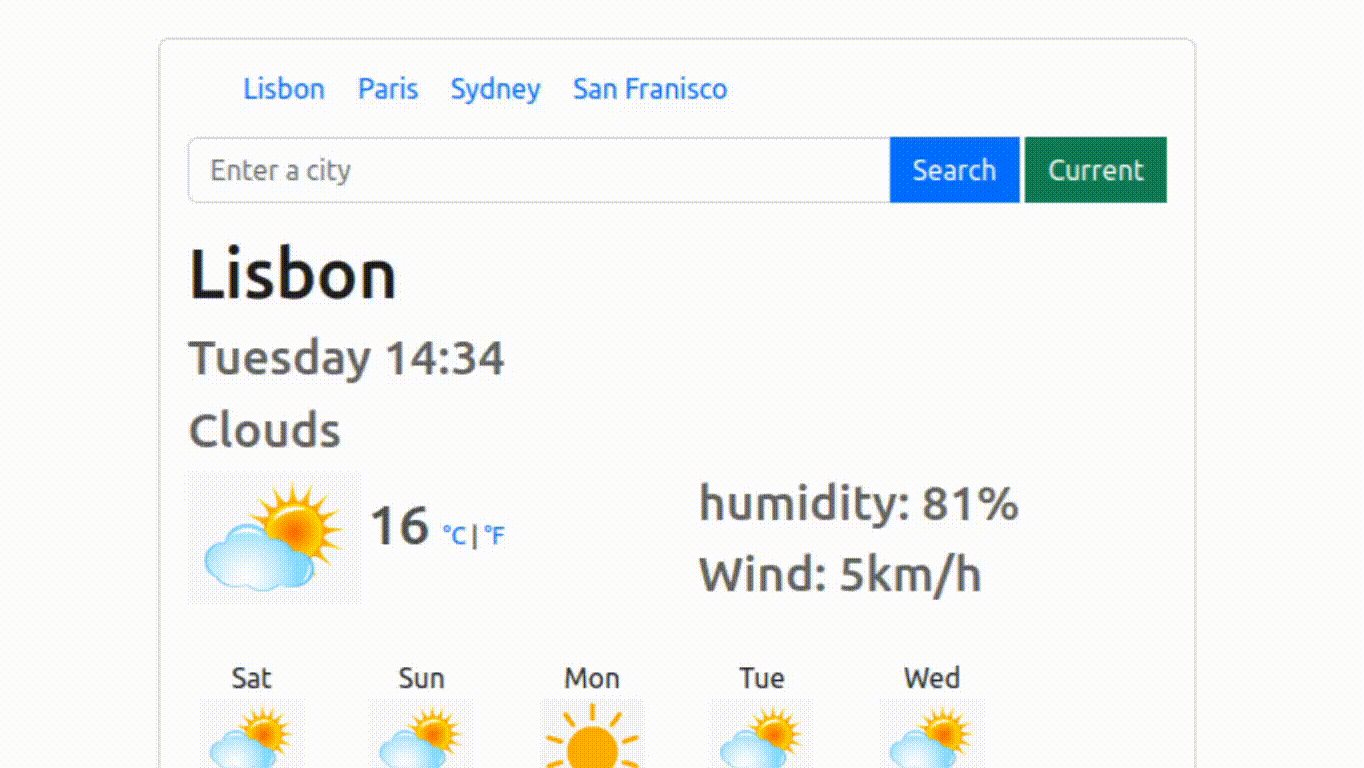 Lisbon Paris Sydney San Franisco
Enter a city Search Current
Lisbon
Tuesday 14:34
Clouds
16 °C | °F
humidity: 81%
Wind: 5km/h
Sat Sun Mon Tue Wed